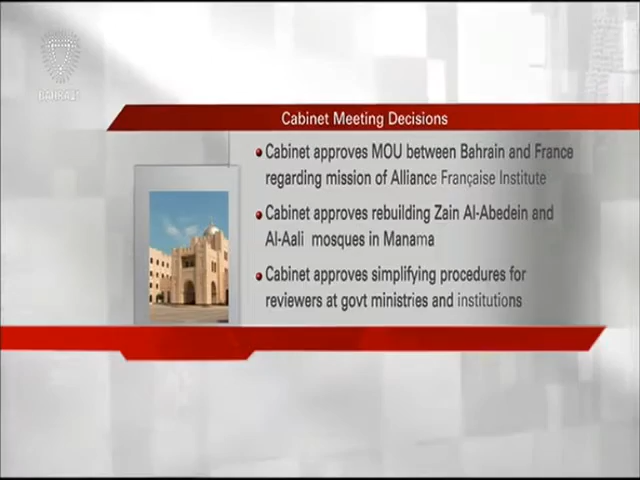 BAHRAIN
Cabinet Meeting Decisions
Cabinet approves MOU between Bahrain and France
regarding mission of Alliance Française Institute
Cabinet approves rebuilding Zain Al-Abedein and
Al-Aali mosques in Manama
Cabinet approves simplifying procedures for
reviewers at govt ministries and institutions